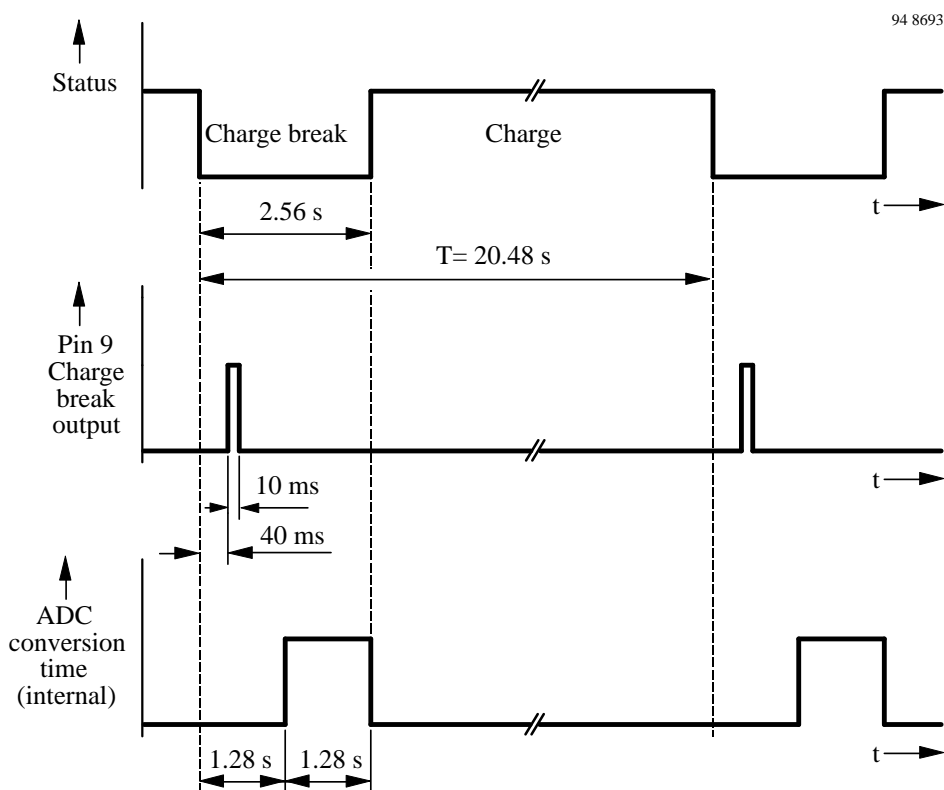 94 8693
Status
Charge break
Charge
t
2.56 s
T= 20.48 s
Pin 9
Charge
break
output
t
10 ms
40 ms
ADC
conversion
time
(internal)
t
1.28 s
1.28 s